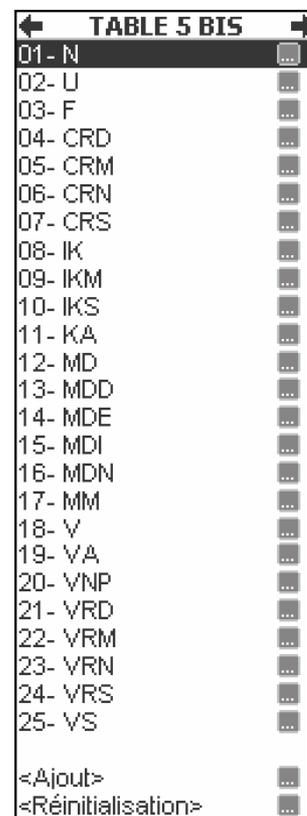 TABLE 5 BIS
01- N
02- U
03- F
04- CRD
05- CRM
06- CRN
07- CRS
08- IK
09- IKM
10- IKS
11- KA
12- MD
13- MDD
14- MDE
15- MDI
16- MDN
17- MM
18- V
19- VA
20- VNP
21- VRD
22- VRM
23- VRN
24- VRS
25- VS
<Ajout>
<Réinitialisation>